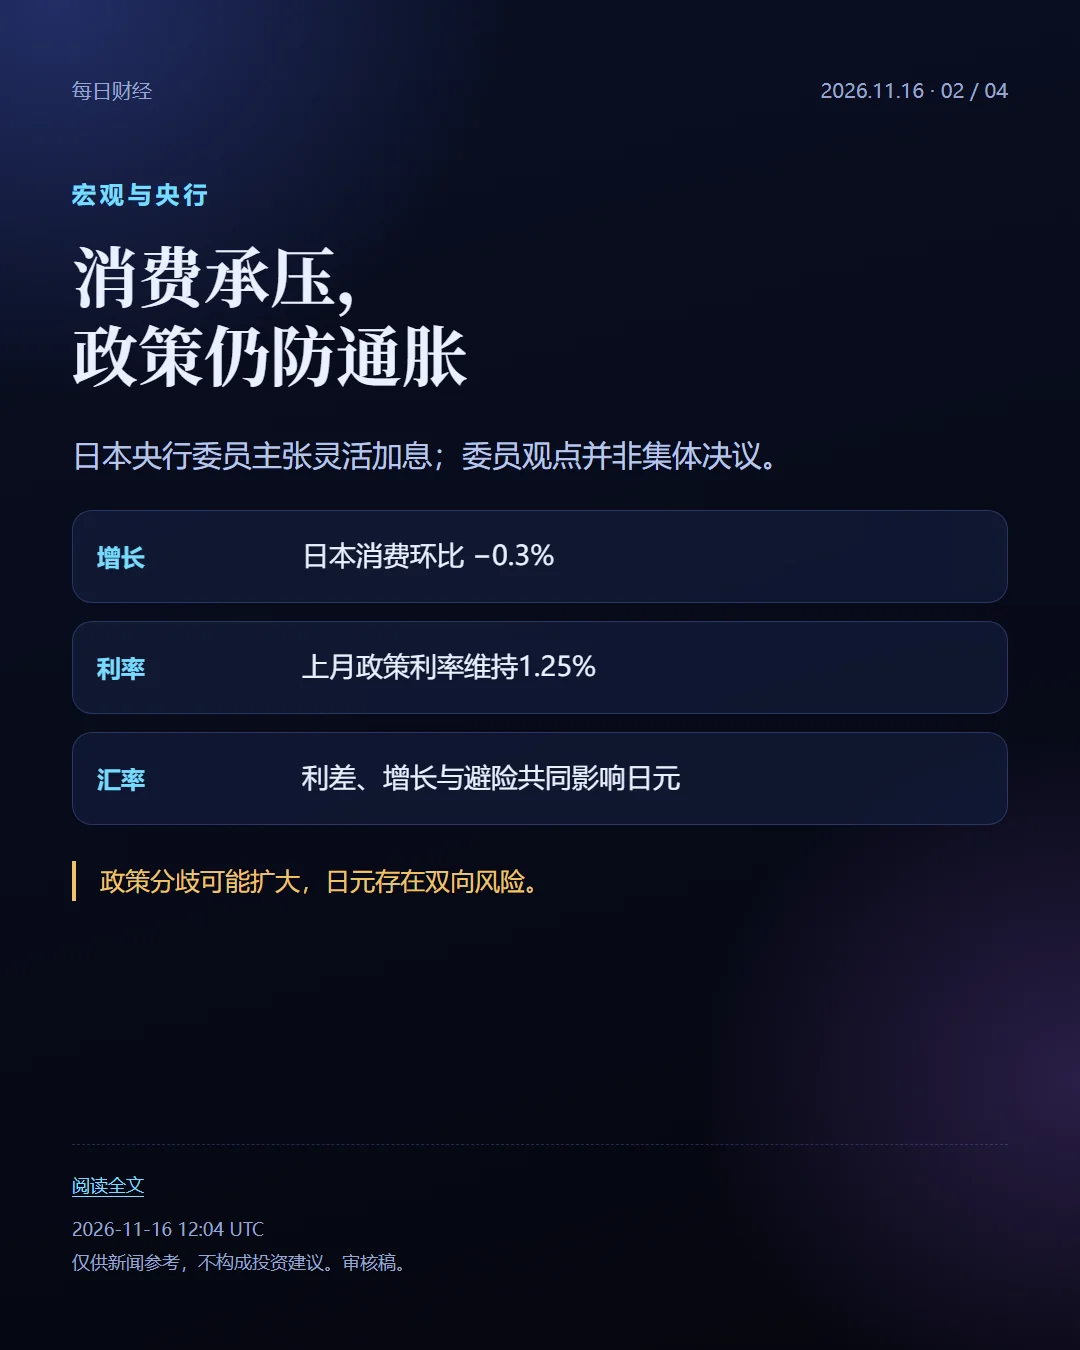 每日财经
2026.11.16 · 02 / 04
宏观与央行
消费承压，
政策仍防通胀
日本央行委员主张灵活加息；委员观点并非集体决议。
增长 日本消费环比 −0.3%
利率 上月政策利率维持1.25%
汇率 利差、增长与避险共同影响日元
政策分歧可能扩大，日元存在双向风险。
阅读全文
2026-11-16 12:04 UTC
仅供新闻参考，不构成投资建议。审核稿。